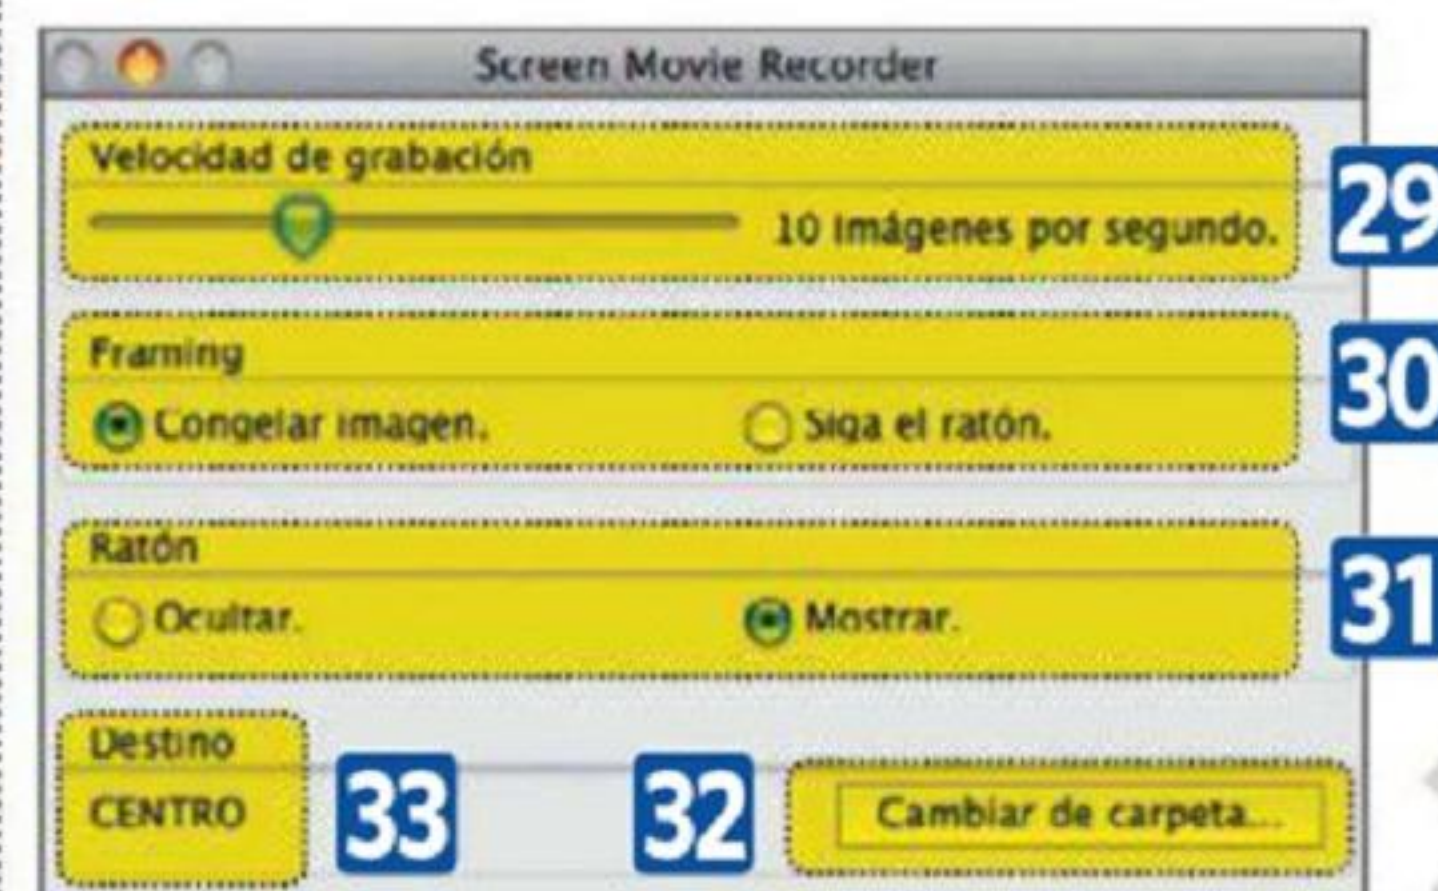 Screen Movie Recorder
Velocidad de grabación
10 Imágenes por segundo.
29
Framing
30
Congelar imagen.
Siga el ratón.
Ratón
31
Ocultar.
Mostrar.
Destino
33
32
CENTRO
Cambiar de carpeta...